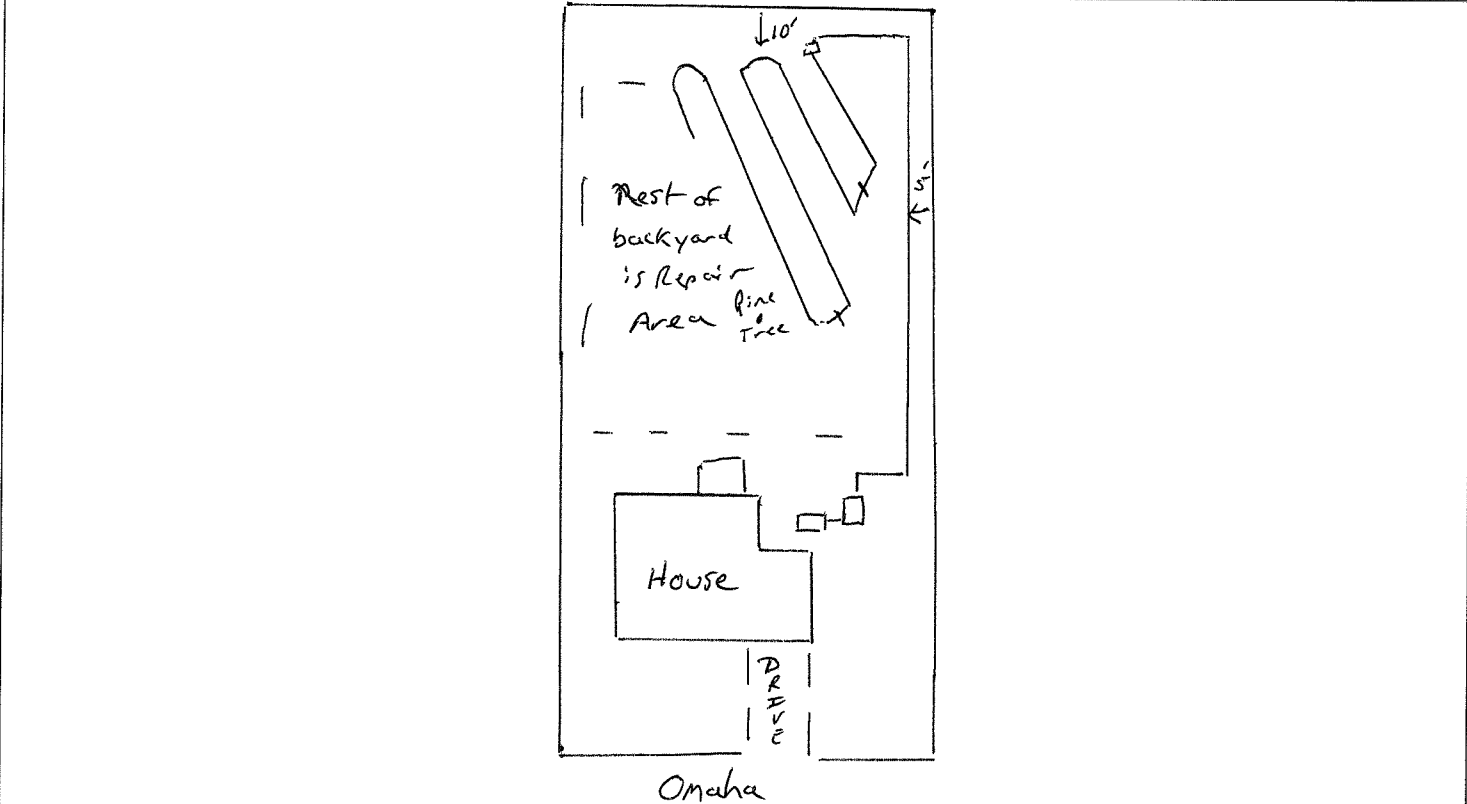 10'
5'
Rest of
backyard
is Repair
Area
Pine
Tree
House
DRIVE
Omaha